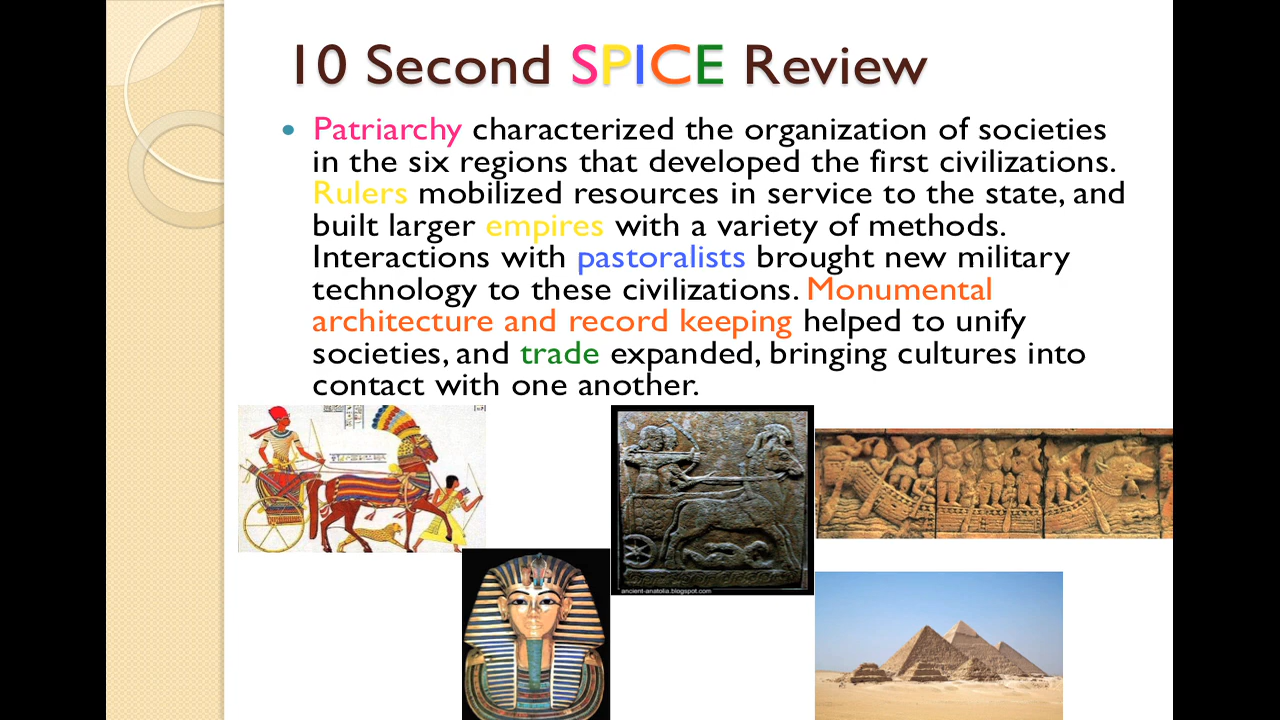 10 Second SPICE Review
• Patriarchy characterized the organization of societies
in the six regions that developed the first civilizations.
Rulers mobilized resources in service to the state, and
built larger empires with a variety of methods.
Interactions with pastoralists brought new military
technology to these civilizations. Monumental
architecture and record keeping helped to unify
societies, and trade expanded, bringing cultures into
contact with one another.
ancient-anatolia.blogspot.com